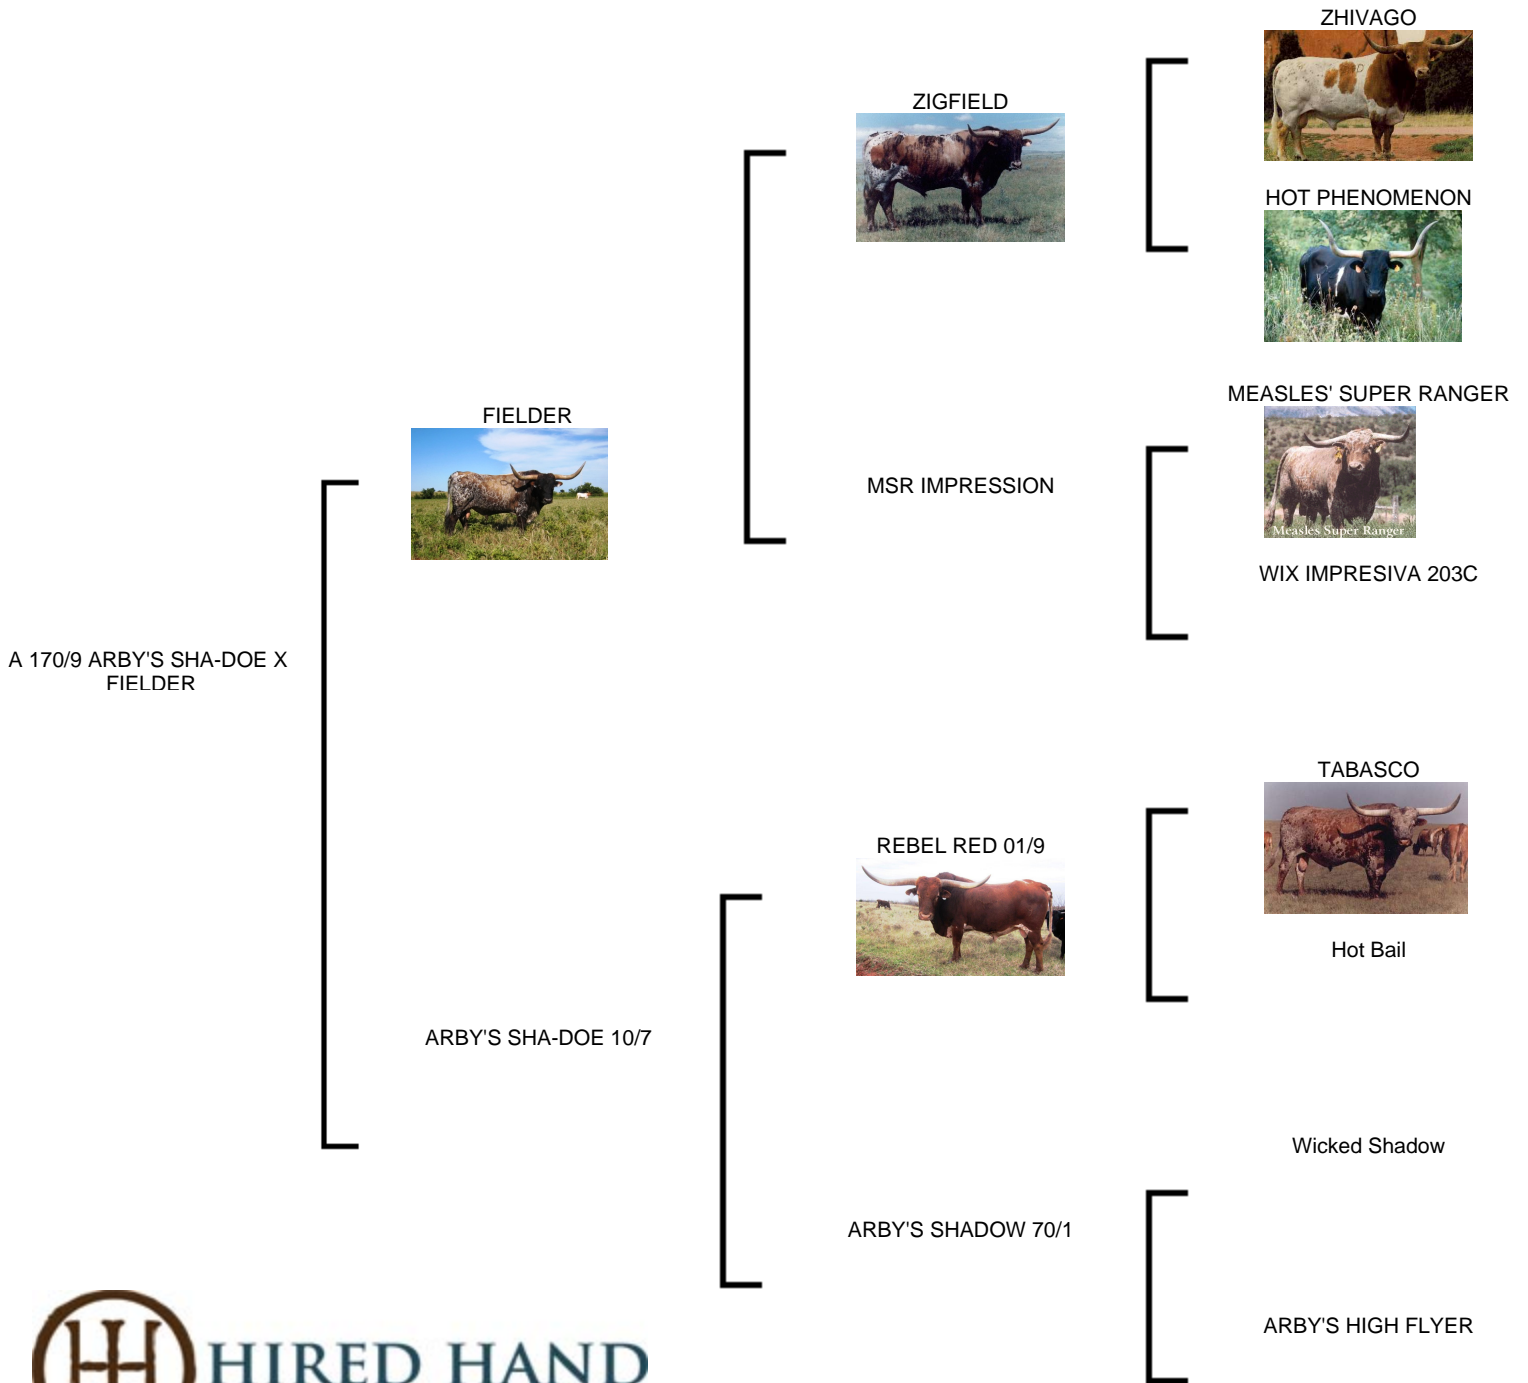 ZHIVAGO
ZIGFIELD
HOT PHENOMENON
MEASLES' SUPER RANGER
FIELDER
MSR IMPRESSION
Measles Super Ranger
WIX IMPRESIVA 203C
A 170/9 ARBY'S SHA-DOE X
FIELDER
TABASCO
REBEL RED 01/9
Hot Bail
ARBY'S SHA-DOE 10/7
Wicked Shadow
ARBY'S SHADOW 70/1
ARBY'S HIGH FLYER
HIRED HAND